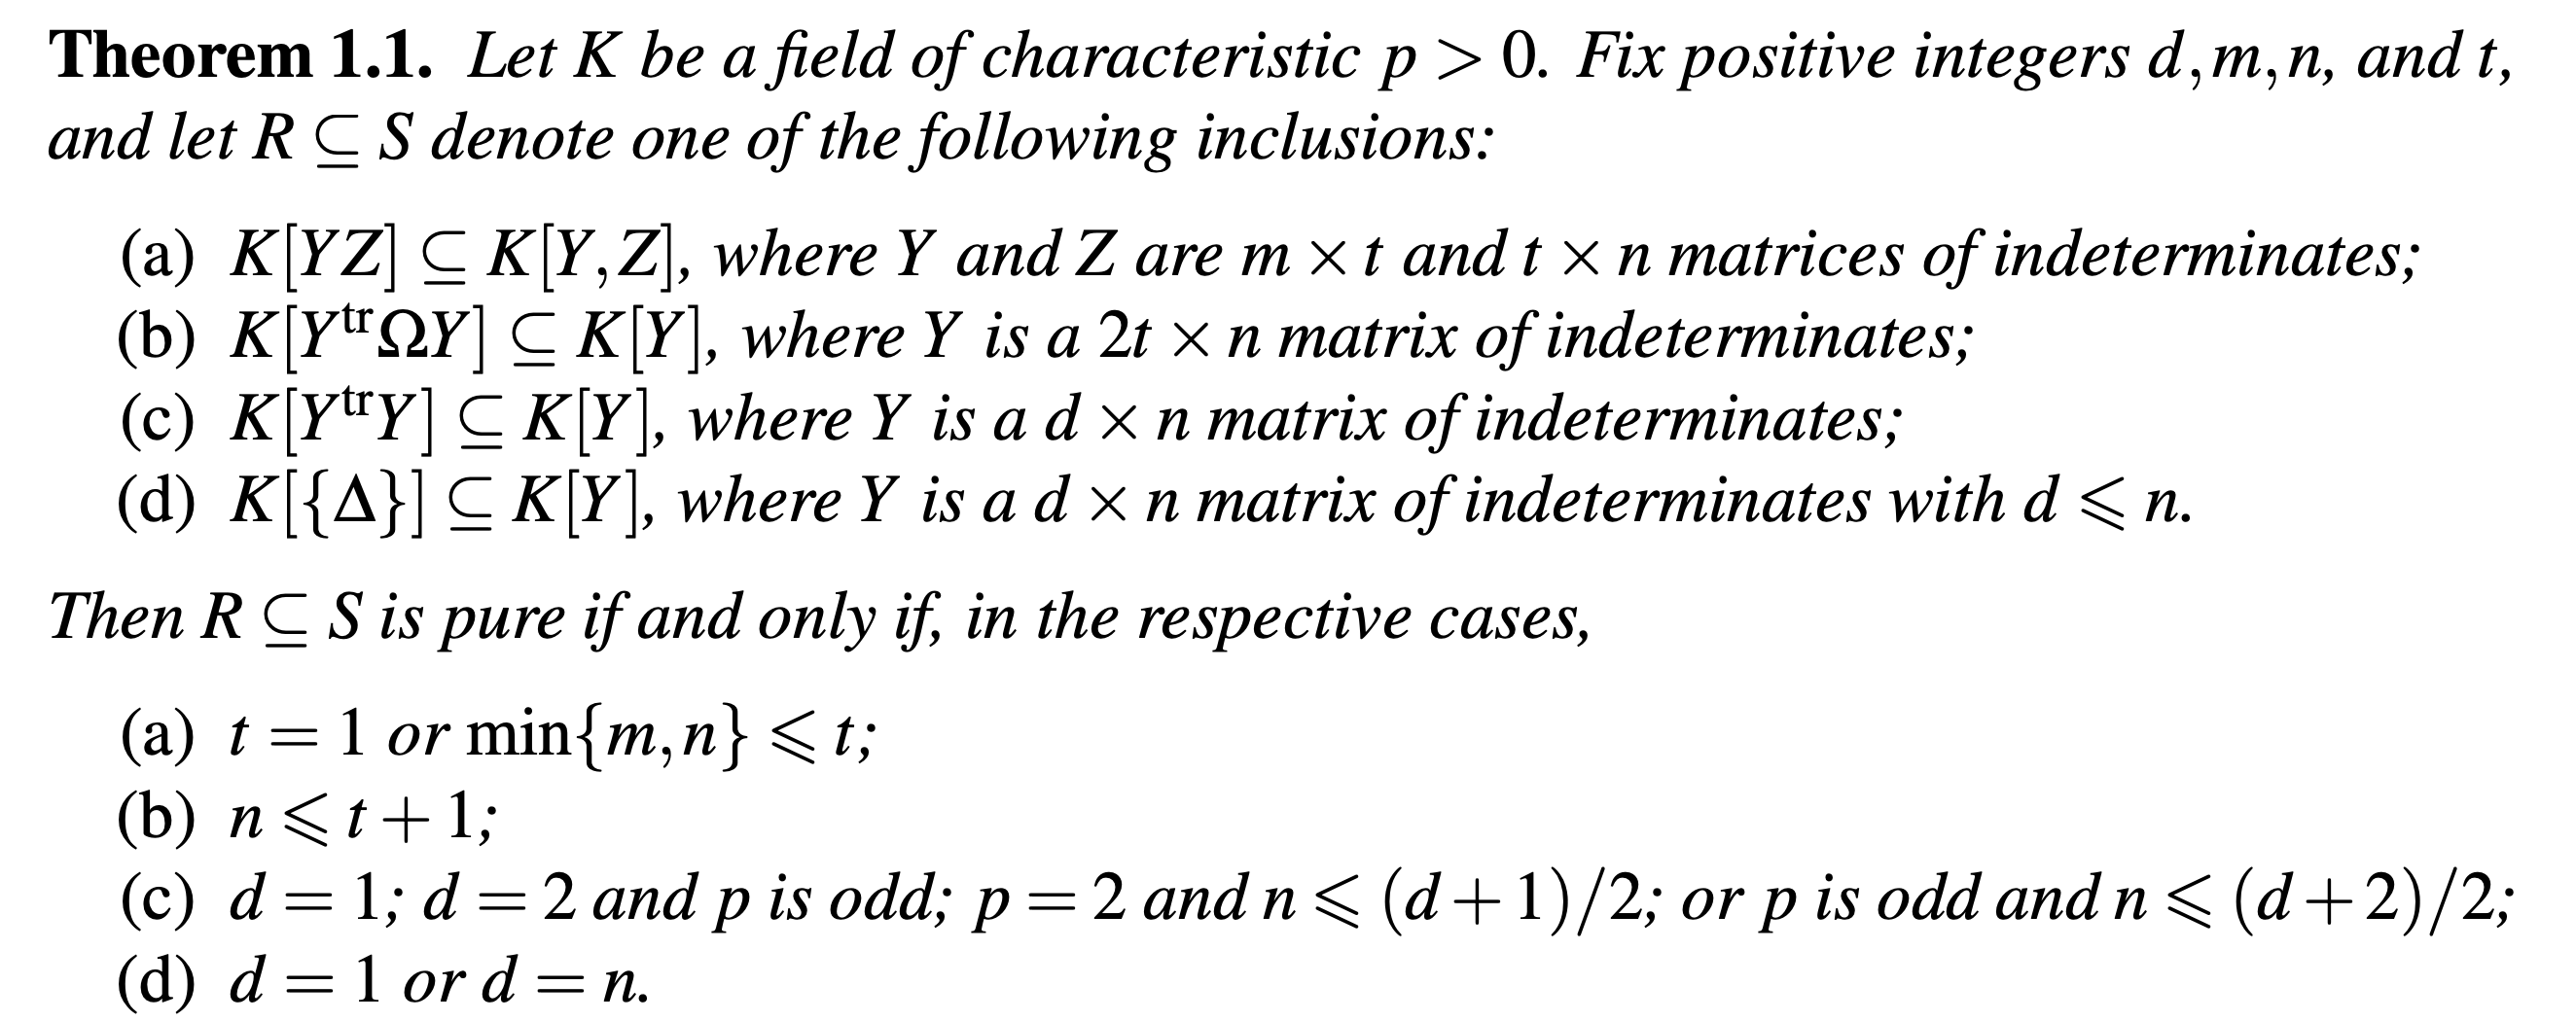 Theorem 1.1. Let K be a field of characteristic p > 0. Fix positive integers d, m, n, and t,
and let R ⊆ S denote one of the following inclusions:
(a) K[YZ] ⊆ K[Y, Z], where Y and Z are m × t and t × n matrices of indeterminates;
(b) K[Y^tr ΩY] ⊆ K[Y], where Y is a 2t × n matrix of indeterminates;
(c) K[Y^tr Y] ⊆ K[Y], where Y is a d × n matrix of indeterminates;
(d) K[{Δ}] ⊆ K[Y], where Y is a d × n matrix of indeterminates with d ⩽ n.
Then R ⊆ S is pure if and only if, in the respective cases,
(a) t = 1 or min{m, n} ⩽ t;
(b) n ⩽ t + 1;
(c) d = 1; d = 2 and p is odd; p = 2 and n ⩽ (d + 1)/2; or p is odd and n ⩽ (d + 2)/2;
(d) d = 1 or d = n.